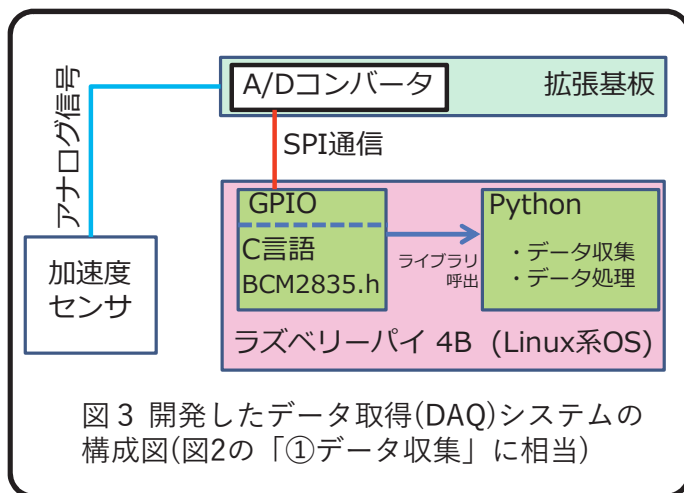 A/Dコンバータ
拡張基板
アナログ信号
SPI通信
GPIO
C言語
BCM2835.h
ライブラリ
呼出
Python
・データ収集
・データ処理
加速度
センサ
ラズベリーパイ 4B (Linux系OS)
図3 開発したデータ取得(DAQ)システムの
構成図(図2の「①データ収集」に相当)